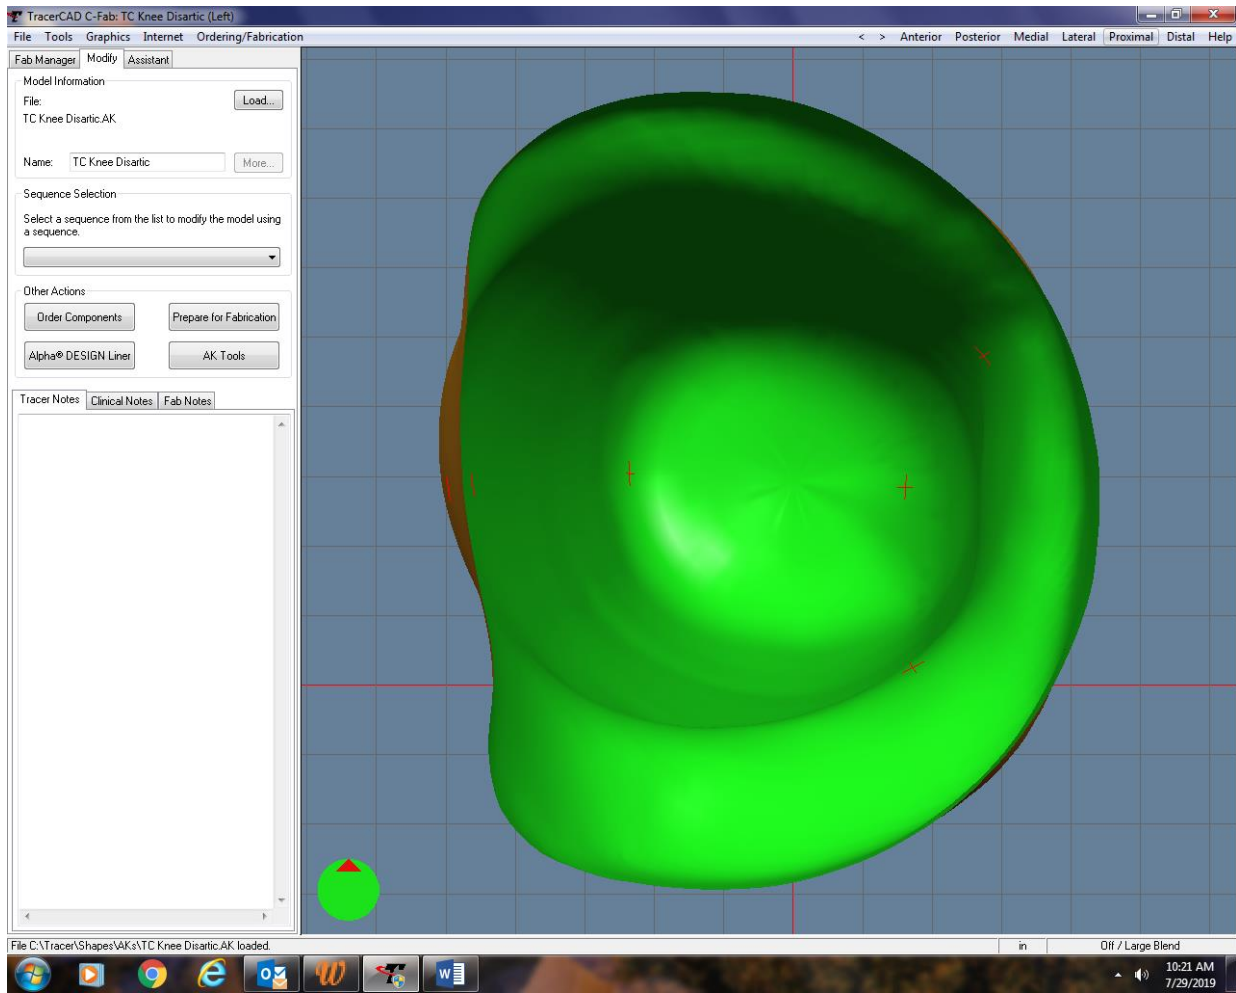 TracerCAD C-Fab: TC Knee Disartic (Left)
File Tools Graphics Internet Ordering/Fabrication < > Anterior Posterior Medial Lateral Proximal Distal Help
Fab Manager Modify Assistant
Model Information
File: Load...
TC Knee Disartic.AK
Name: TC Knee Disartic More...
Sequence Selection
Select a sequence from the list to modify the model using
a sequence.
Other Actions
Order Components Prepare for Fabrication
Alpha® DESIGN Liner AK Tools
Tracer Notes Clinical Notes Fab Notes
File C:\Tracer\Shapes\AKs\TC Knee Disartic.AK loaded. in Off / Large Blend
10:21 AM
7/29/2019